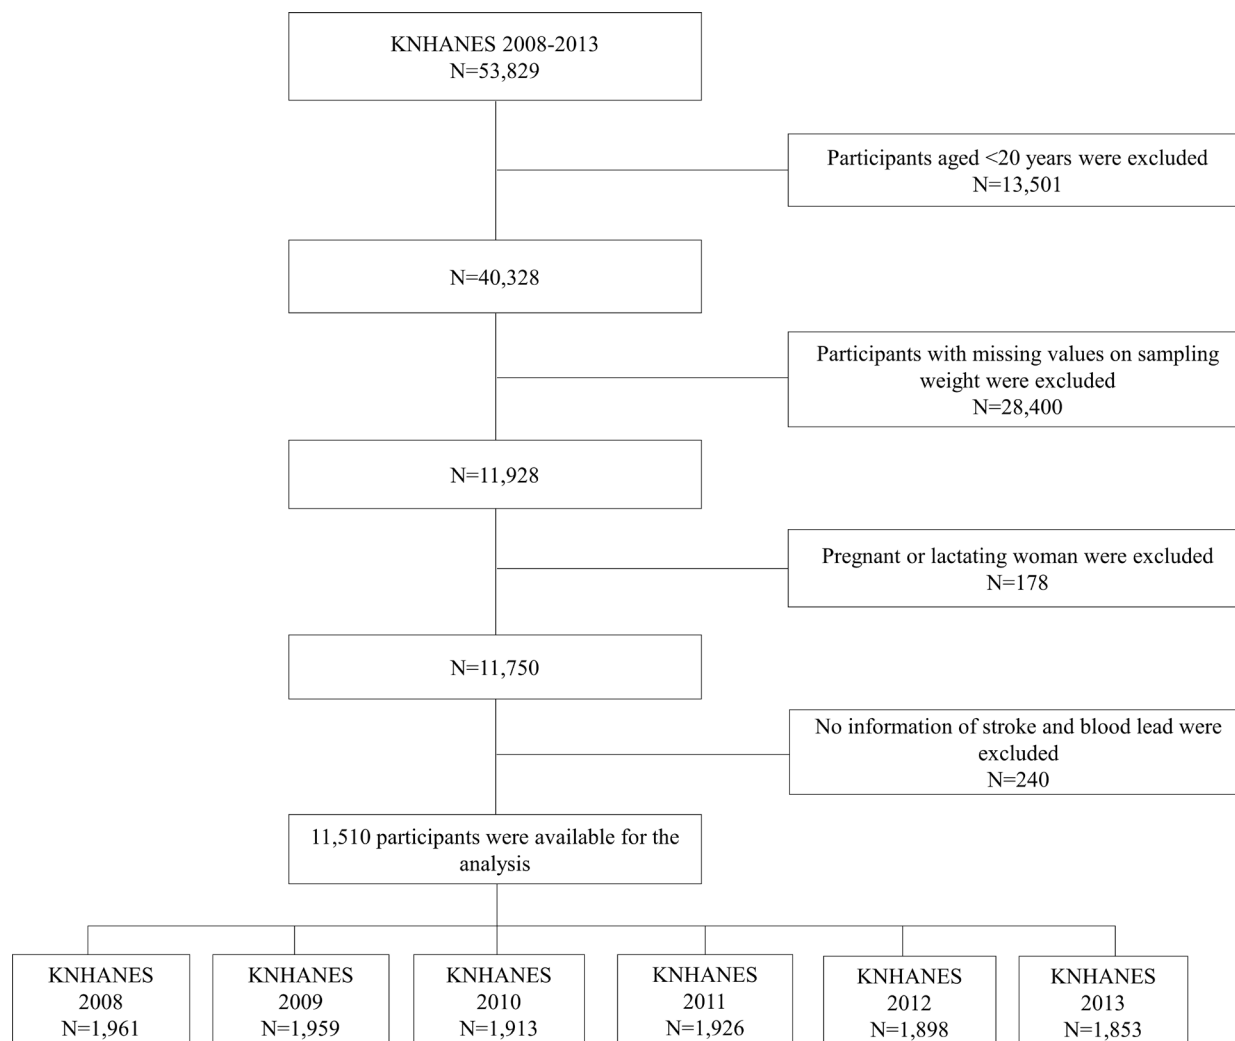 KNHANES 2008-2013
N=53,829
Participants aged <20 years were excluded
N=13,501
N=40,328
Participants with missing values on sampling
weight were excluded
N=28,400
N=11,928
Pregnant or lactating woman were excluded
N=178
N=11,750
No information of stroke and blood lead were
excluded
N=240
11,510 participants were available for the
analysis
KNHANES
2008
N=1,961
KNHANES
2009
N=1,959
KNHANES
2010
N=1,913
KNHANES
2011
N=1,926
KNHANES
2012
N=1,898
KNHANES
2013
N=1,853